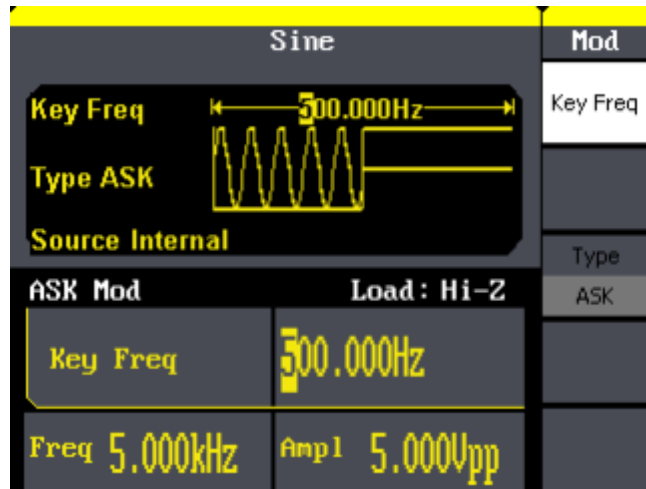 Sine
Mod
Key Freq 500.000Hz
Key Freq
Type ASK
Source Internal
Type
ASK
ASK Mod Load: Hi-Z
Key Freq 500.000Hz
Freq 5.000kHz Ampl 5.000Vpp